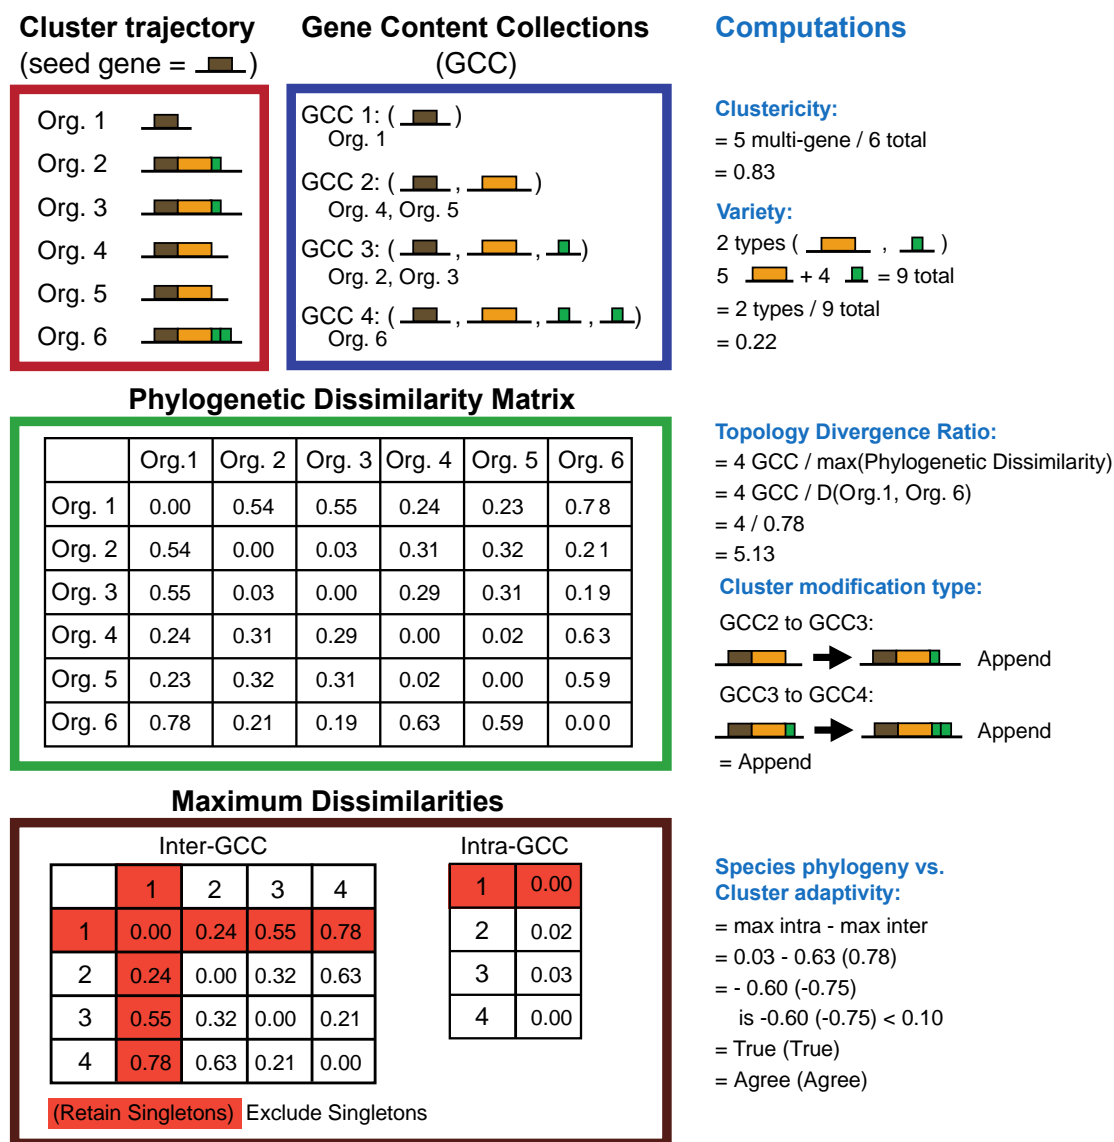 Cluster trajectory
(seed gene = )
Org. 1
Org. 2
Org. 3
Org. 4
Org. 5
Org. 6
Gene Content Collections
(GCC)
GCC 1: ( )
Org. 1
GCC 2: ( , )
Org. 4, Org. 5
GCC 3: ( , , )
Org. 2, Org. 3
GCC 4: ( , , , )
Org. 6
Computations
Clustericity:
= 5 multi-gene / 6 total
= 0.83
Variety:
2 types ( , )
5 + 4 = 9 total
= 2 types / 9 total
= 0.22
Phylogenetic Dissimilarity Matrix
Org.1 Org. 2 Org. 3 Org. 4 Org. 5 Org. 6
Org. 1 0.00 0.54 0.55 0.24 0.23 0.78
Org. 2 0.54 0.00 0.03 0.31 0.32 0.21
Org. 3 0.55 0.03 0.00 0.29 0.31 0.19
Org. 4 0.24 0.31 0.29 0.00 0.02 0.63
Org. 5 0.23 0.32 0.31 0.02 0.00 0.59
Org. 6 0.78 0.21 0.19 0.63 0.59 0.00
Topology Divergence Ratio:
= 4 GCC / max(Phylogenetic Dissimilarity)
= 4 GCC / D(Org.1, Org. 6)
= 4 / 0.78
= 5.13
Cluster modification type:
GCC2 to GCC3:
Append
GCC3 to GCC4:
Append
= Append
Maximum Dissimilarities
Inter-GCC
1 2 3 4
1 0.00 0.24 0.55 0.78
2 0.24 0.00 0.32 0.63
3 0.55 0.32 0.00 0.21
4 0.78 0.63 0.21 0.00
(Retain Singletons) Exclude Singletons
Intra-GCC
1 0.00
2 0.02
3 0.03
4 0.00
Species phylogeny vs.
Cluster adaptivity:
= max intra - max inter
= 0.03 - 0.63 (0.78)
= - 0.60 (-0.75)
is -0.60 (-0.75) < 0.10
= True (True)
= Agree (Agree)